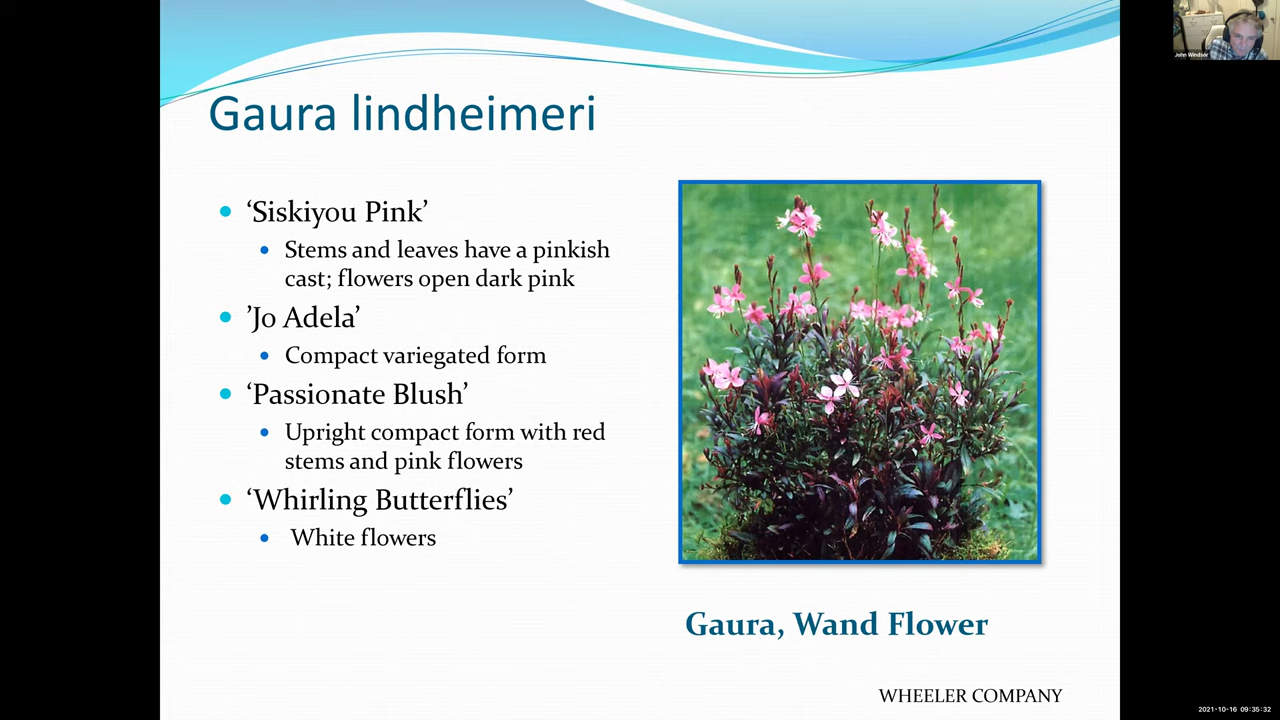 John Windsor
Gaura lindheimeri
‘Siskiyou Pink’
Stems and leaves have a pinkish
cast; flowers open dark pink
’Jo Adela’
Compact variegated form
‘Passionate Blush’
Upright compact form with red
stems and pink flowers
‘Whirling Butterflies’
White flowers
Gaura, Wand Flower
WHEELER COMPANY
2021-10-16 09:35:32